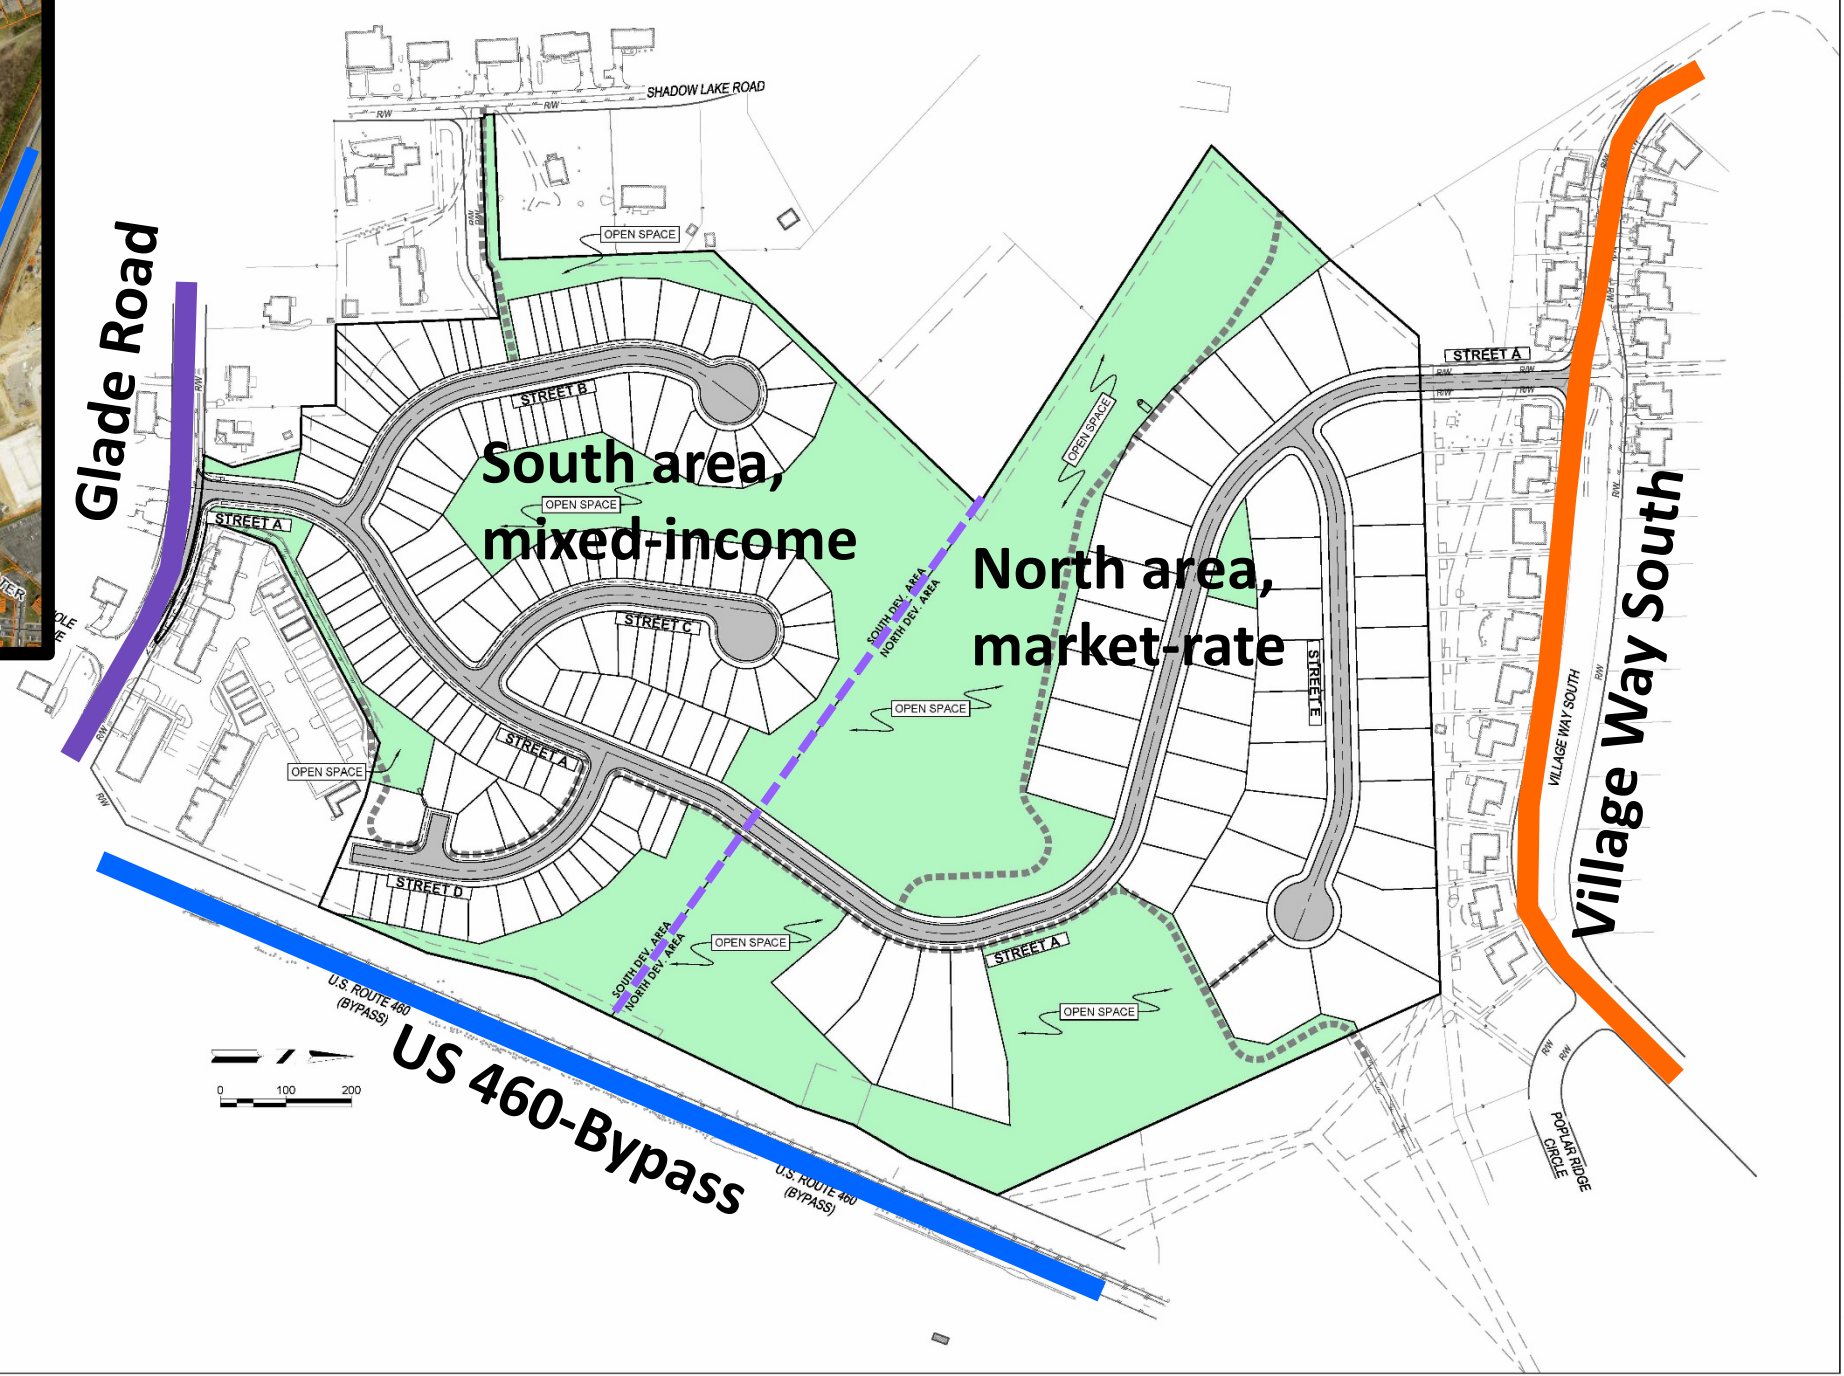 SHADOW LAKE ROAD
R/W
R/W
R/W
R/W
OPEN SPACE
Glade Road
R/W
STREET A
R/W
R/W
R/W
R/W
R/W
R/W
STREET B
OPEN SPACE
South area,
mixed-income
OPEN SPACE
STREET A
R/W
North area,
market-rate
SOUTH DEV. AREA
NORTH DEV. AREA
STREET C
STREET E
Village Way South
VILLAGE WAY SOUTH
R/W
TER
OLE
VE
OPEN SPACE
STREET A
OPEN SPACE
R/W
R/W
STREET D
OPEN SPACE
STREET A
SOUTH DEV. AREA
NORTH DEV. AREA
OPEN SPACE
U.S. ROUTE 460
(BYPASS)
US 460-Bypass
0 100 200
R/W
R/W
POPLAR RIDGE
CIRCLE
U.S. ROUTE 460
(BYPASS)